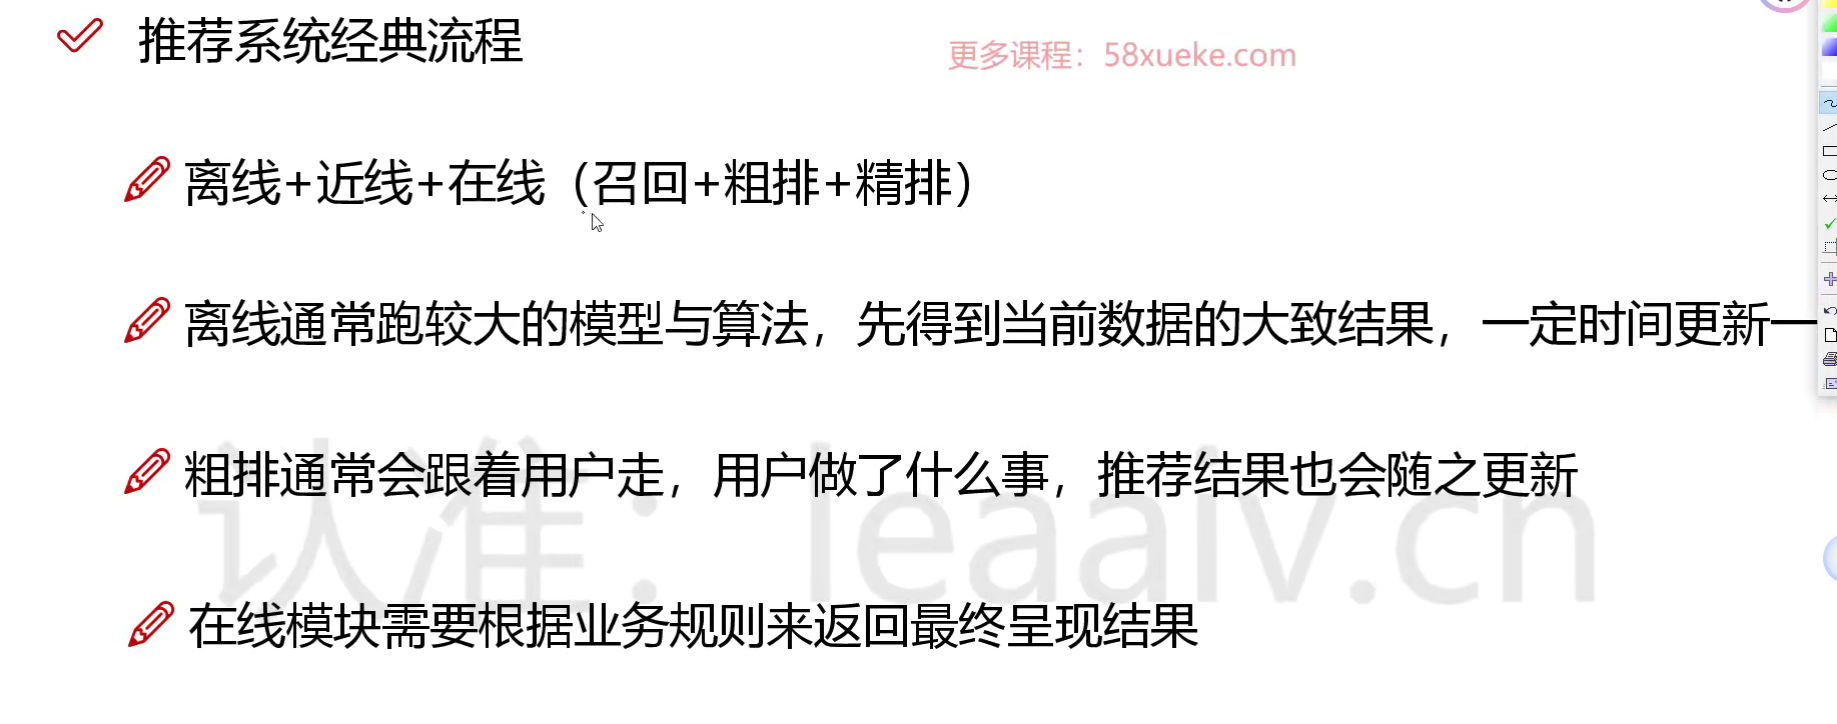 推荐系统经典流程
更多课程：58xueke.com
离线+近线+在线（召回+粗排+精排）
离线通常跑较大的模型与算法，先得到当前数据的大致结果，一定时间更新一
粗排通常会跟着用户走，用户做了什么事，推荐结果也会随之更新
认准：leaaiv.cn
在线模块需要根据业务规则来返回最终呈现结果